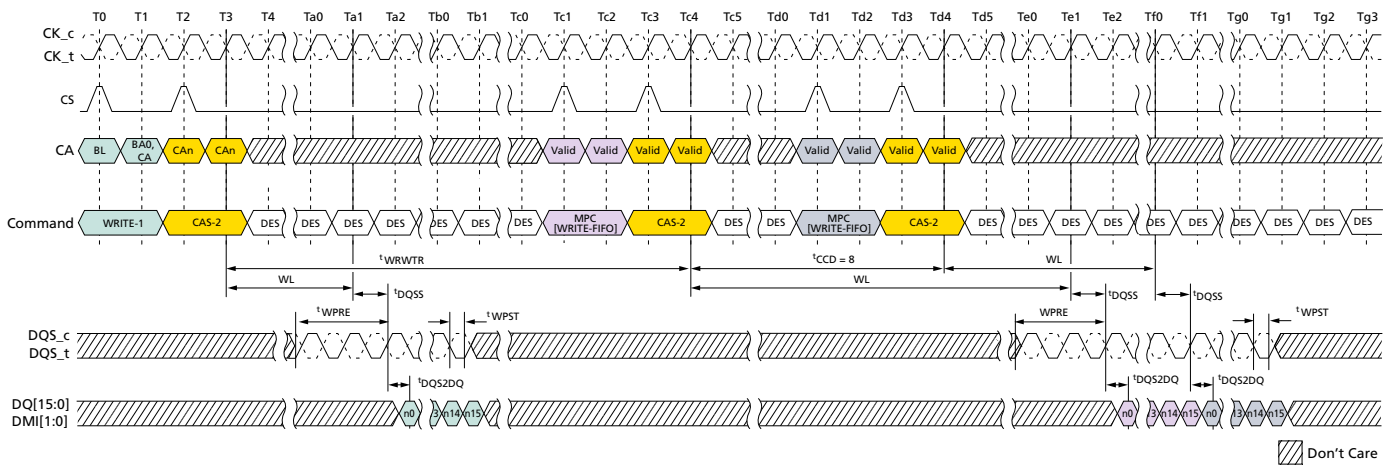 T0 T1 T2 T3 T4 Ta0 Ta1 Ta2 Tb0 Tb1 Tc0 Tc1 Tc2 Tc3 Tc4 Tc5 Td0 Td1 Td2 Td3 Td4 Td5 Te0 Te1 Te2 Tf0 Tf1 Tg0 Tg1 Tg2 Tg3
CK_c
CK_t
CS
CA BL BA0, CA CAn CAn Valid Valid Valid Valid Valid Valid Valid Valid
Command WRITE-1 CAS-2 DES DES DES DES DES DES DES MPC [WRITE-FIFO] CAS-2 DES DES MPC [WRITE-FIFO] CAS-2 DES DES DES DES DES DES DES DES DES DES
tWRWTR tCCD = 8 WL
WL WL
tDQSS tDQSS tDQSS
tWPRE tWPST WPRE tWPST
DQS_c
DQS_t
tDQS2DQ tDQS2DQ tDQS2DQ
DQ[15:0] n0 n14 n15 n0 n14 n15 n0 n14 n15
DMI[1:0]
Don't Care